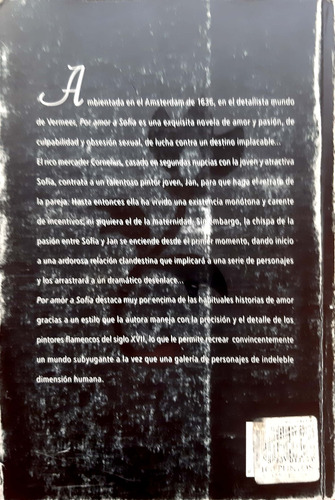 Ambientada en el Amsterdam de 1636, en el detallista mundo
de Vermeer, Por amor a Sofía es una exquisita novela de amor y pasión, de
culpabilidad y obsesión sexual, de lucha contra un destino implacable...
El rico mercader Cornelius, casado en segundas nupcias con la joven y atractiva
Sofía, contrata a un talentoso pintor joven, Jan, para que haga el retrato de
la pareja. Hasta entonces ella ha vivido una existencia monótona y carente
de incentivos, ni siquiera el de la maternidad. Sin embargo, la chispa de la
pasión entre Sofía y Jan se enciende desde el primer momento, dando inicio
a una ardorosa relación clandestina que implicará a una serie de personajes
y los arrastrará a un dramático desenlace...
Por amor a Sofía destaca muy por encima de las habituales historias de amor
gracias a un estilo que la autora maneja con la precisión y el detalle de los
pintores flamencos del siglo XVII, lo que le permite recrear convincentemente
un mundo subyugante a la vez que una galería de personajes de indeleble
dimensión humana.